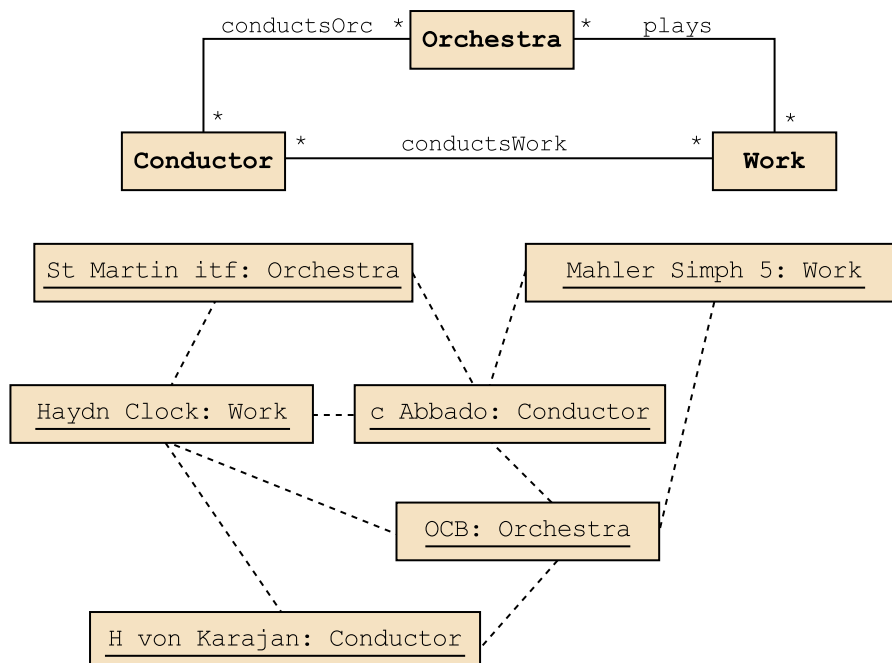 conductsOrc * Orchestra * plays
* *
Conductor * conductsWork * Work
St Martin itf: Orchestra Mahler Simph 5: Work
Haydn Clock: Work c Abbado: Conductor
OCB: Orchestra
H von Karajan: Conductor